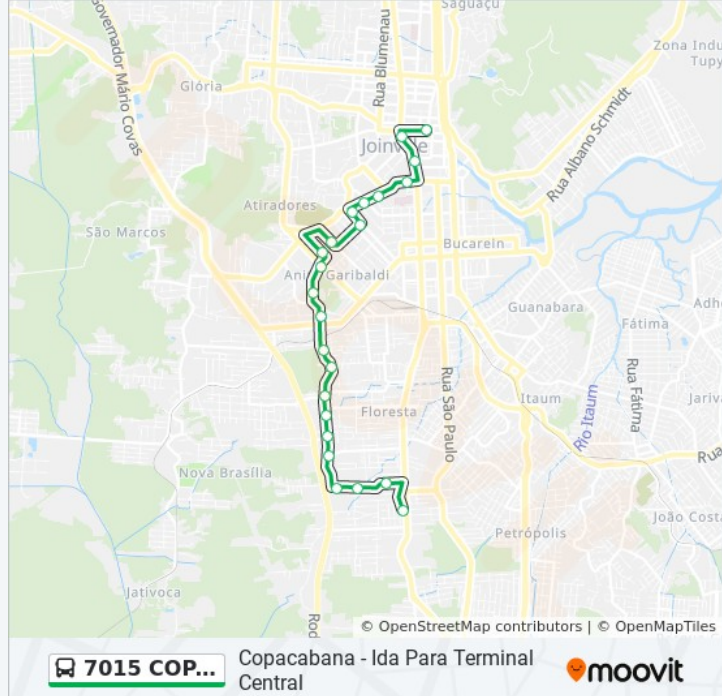 Saguaçu
Governador Mário Covas
Rua Blumenau
Zona Indu
Tupy
Glória
Rua Albano Schmidt
Joinville
Atiradores
São Marcos
Bucarein
Anita Garibaldi
Guanabara
Adhe
Fátima
Rua São Paulo
Rua Fátima
Rio Itaum
Itaum
Jariva
Floresta
Rua
Nova Brasília
João Costa
Petrópolis
Jativoca
Rod
© OpenStreetMap contributors | © OpenMapTiles
7015 COP...
Copacabana - Ida Para Terminal
Central
moovit